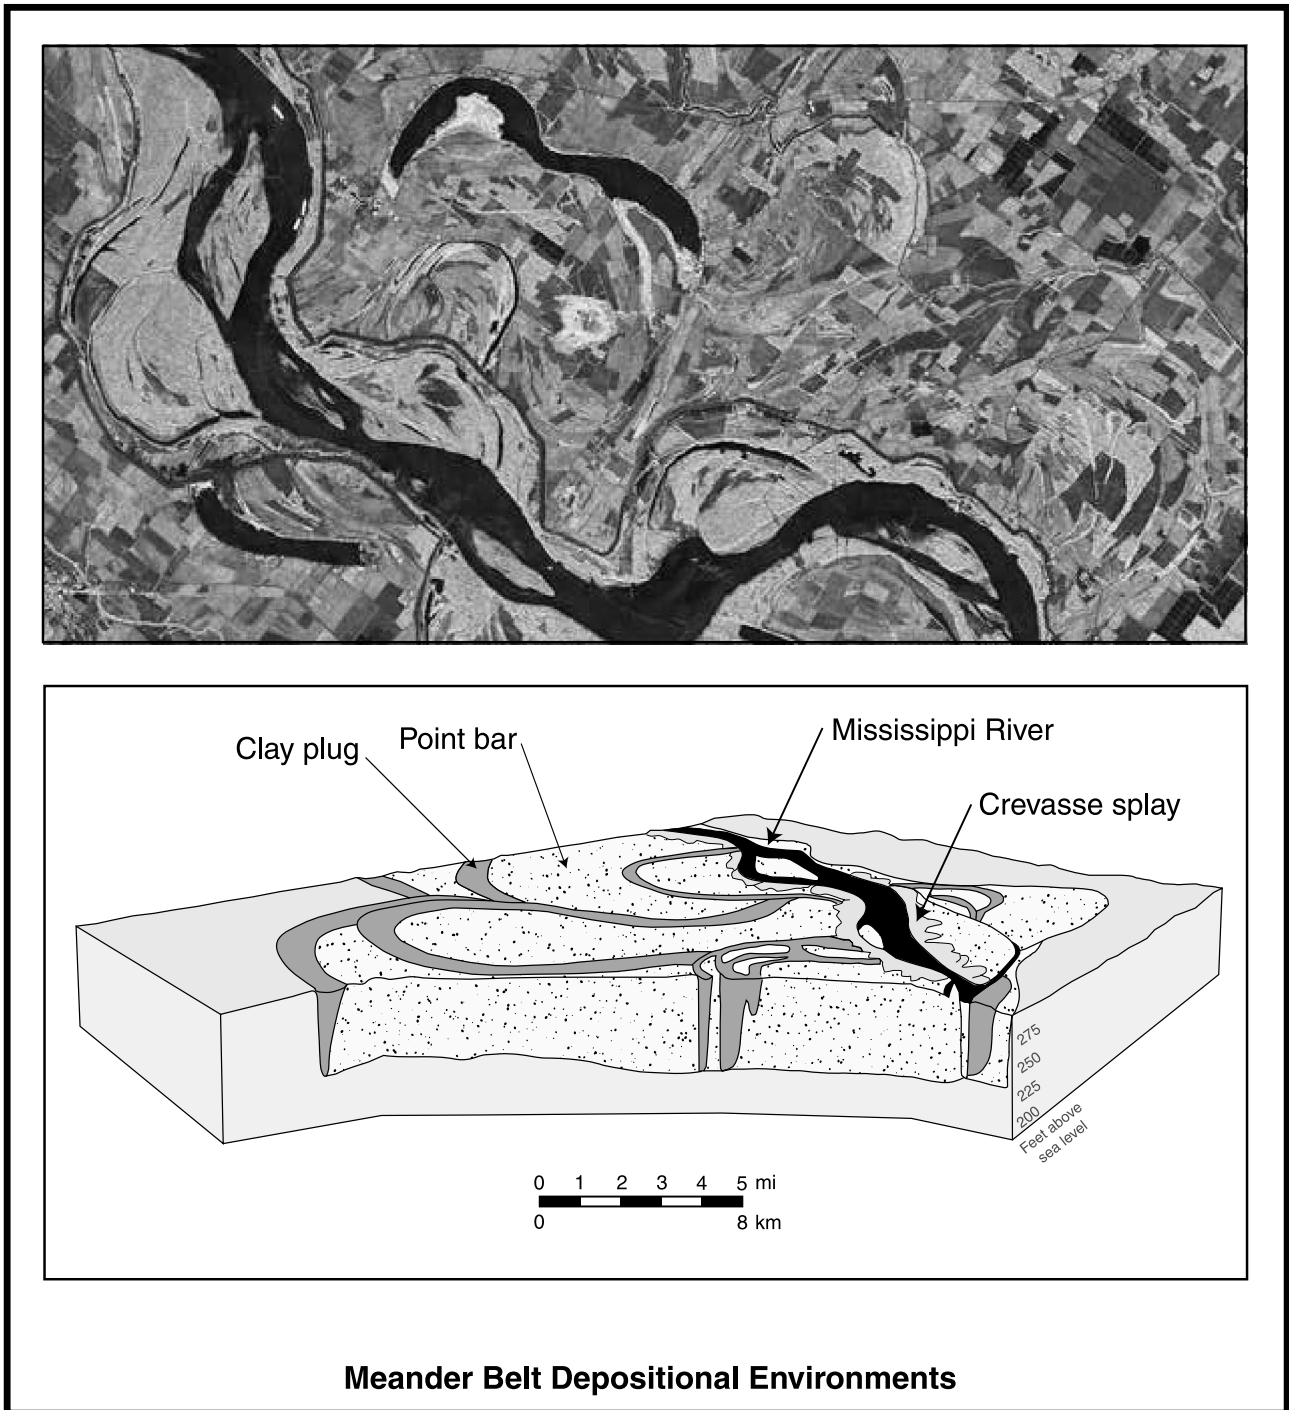 Clay plug
Point bar
Mississippi River
Crevasse splay
275
250
225
200
Feet above
sea level
0 1 2 3 4 5 mi
0 8 km
Meander Belt Depositional Environments